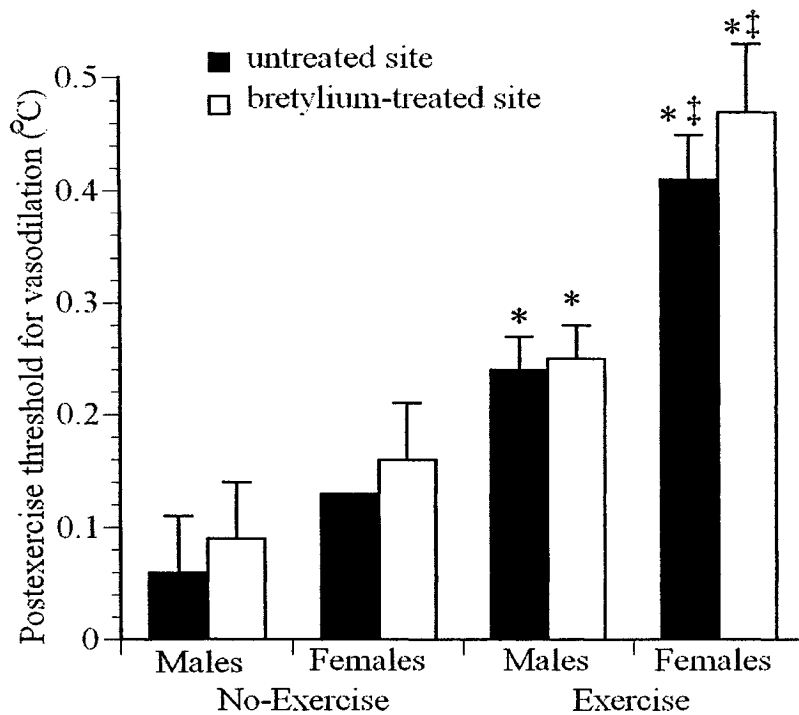 untreated site
bretylium-treated site
Postexercise threshold for vasodilation (°C)
0.5
0.4
0.3
0.2
0.1
0
* * *‡ *‡
Males Females Males Females
No-Exercise Exercise